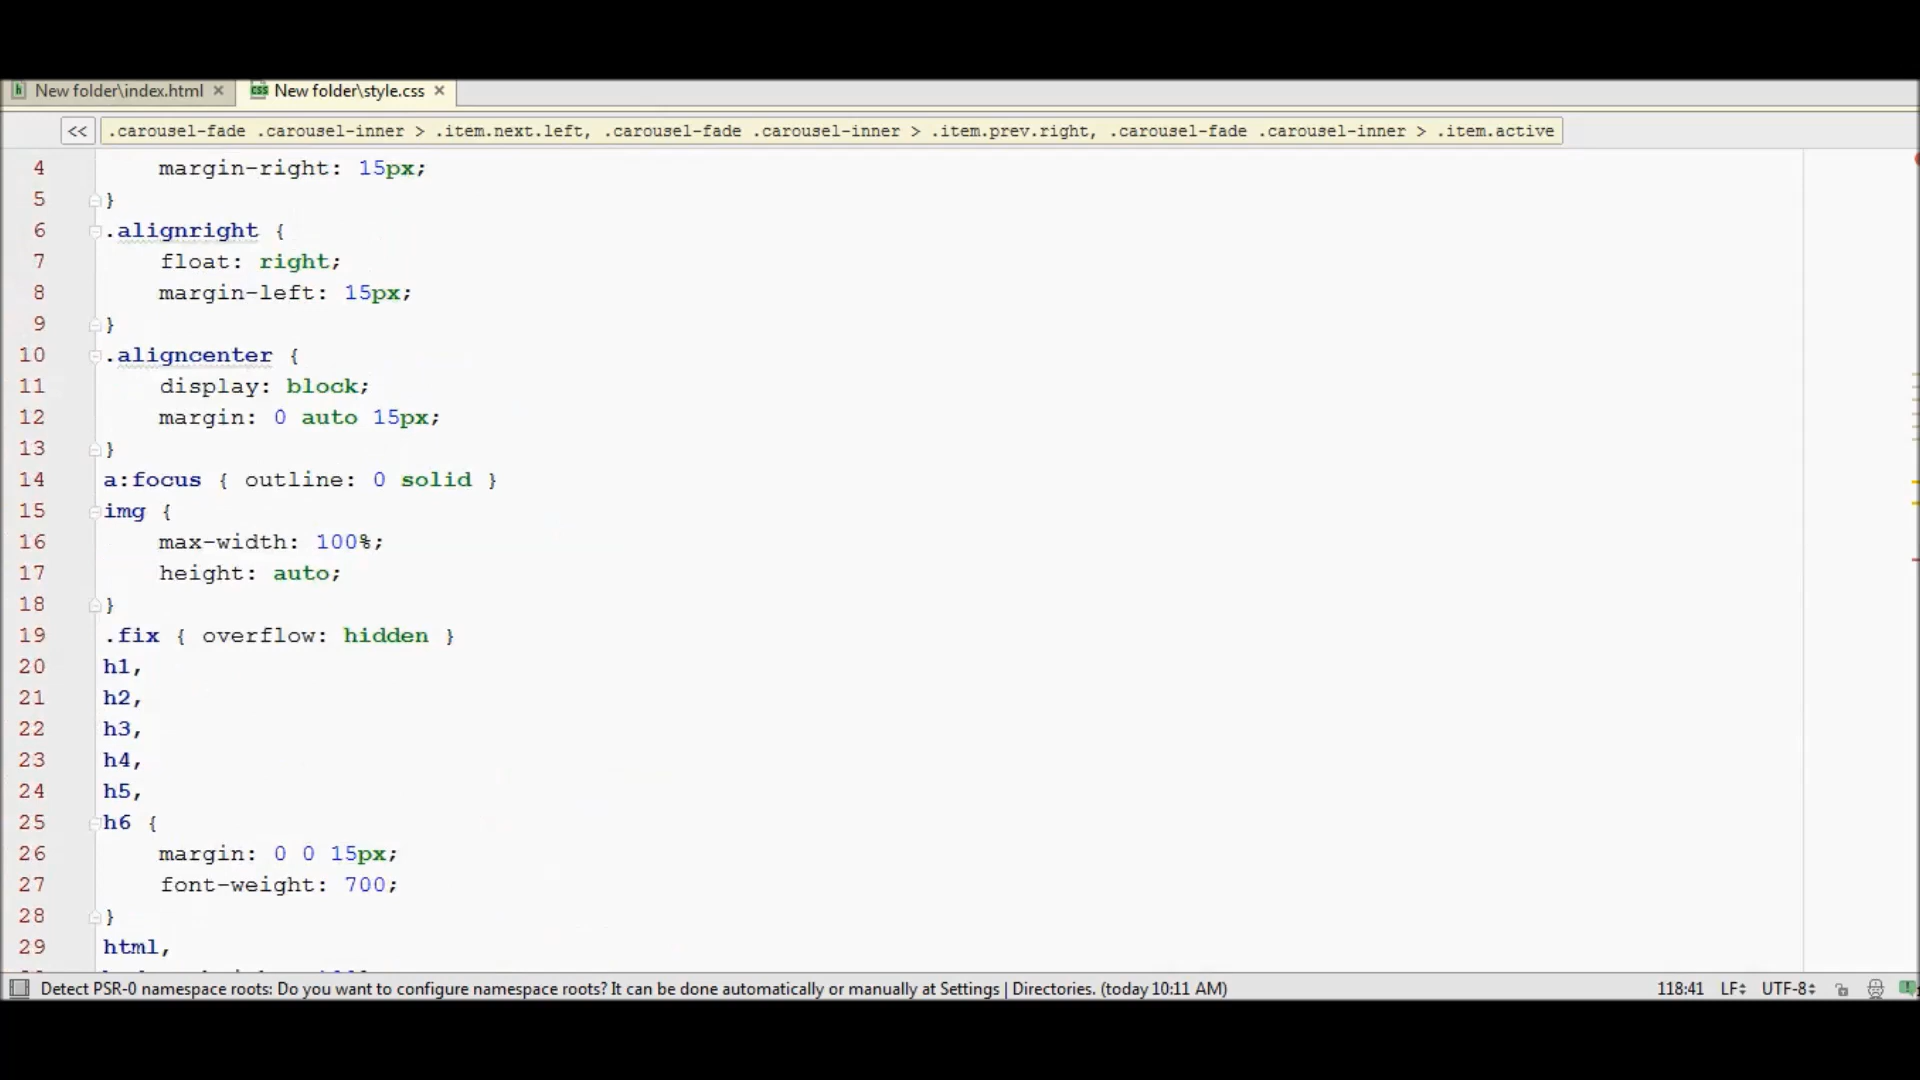 New folder\index.html
New folder\style.css
<< .carousel-fade .carousel-inner > .item.next.left, .carousel-fade .carousel-inner > .item.prev.right, .carousel-fade .carousel-inner > .item.active
4 margin-right: 15px;
5 }
6 .alignright {
7 float: right;
8 margin-left: 15px;
9 }
10 .aligncenter {
11 display: block;
12 margin: 0 auto 15px;
13 }
14 a:focus { outline: 0 solid }
15 img {
16 max-width: 100%;
17 height: auto;
18 }
19 .fix { overflow: hidden }
20 h1,
21 h2,
22 h3,
23 h4,
24 h5,
25 h6 {
26 margin: 0 0 15px;
27 font-weight: 700;
28 }
29 html,
Detect PSR-0 namespace roots: Do you want to configure namespace roots? It can be done automatically or manually at Settings | Directories. (today 10:11 AM)
118:41 LF UTF-8